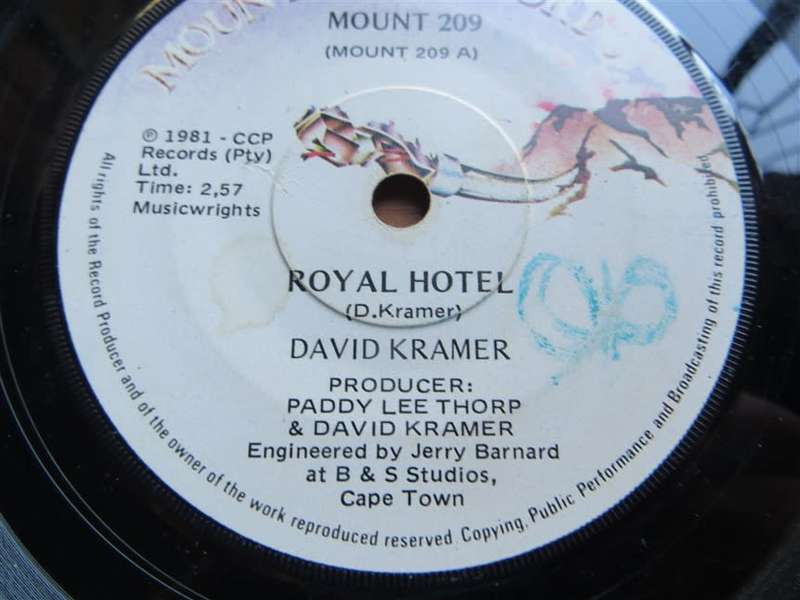 MOUNT 209
(MOUNT 209 A)
℗ 1981 - CCP
Records (Pty)
Ltd.
Time: 2,57
Musicwrights
ROYAL HOTEL
(D.Kramer)
DAVID KRAMER
PRODUCER:
PADDY LEE THORP
& DAVID KRAMER
Engineered by Jerry Barnard
at B & S Studios,
Cape Town
All rights of the Record Producer and of the owner of the work reproduced reserved. Copying, Public Performance and Broadcasting of this record prohibited